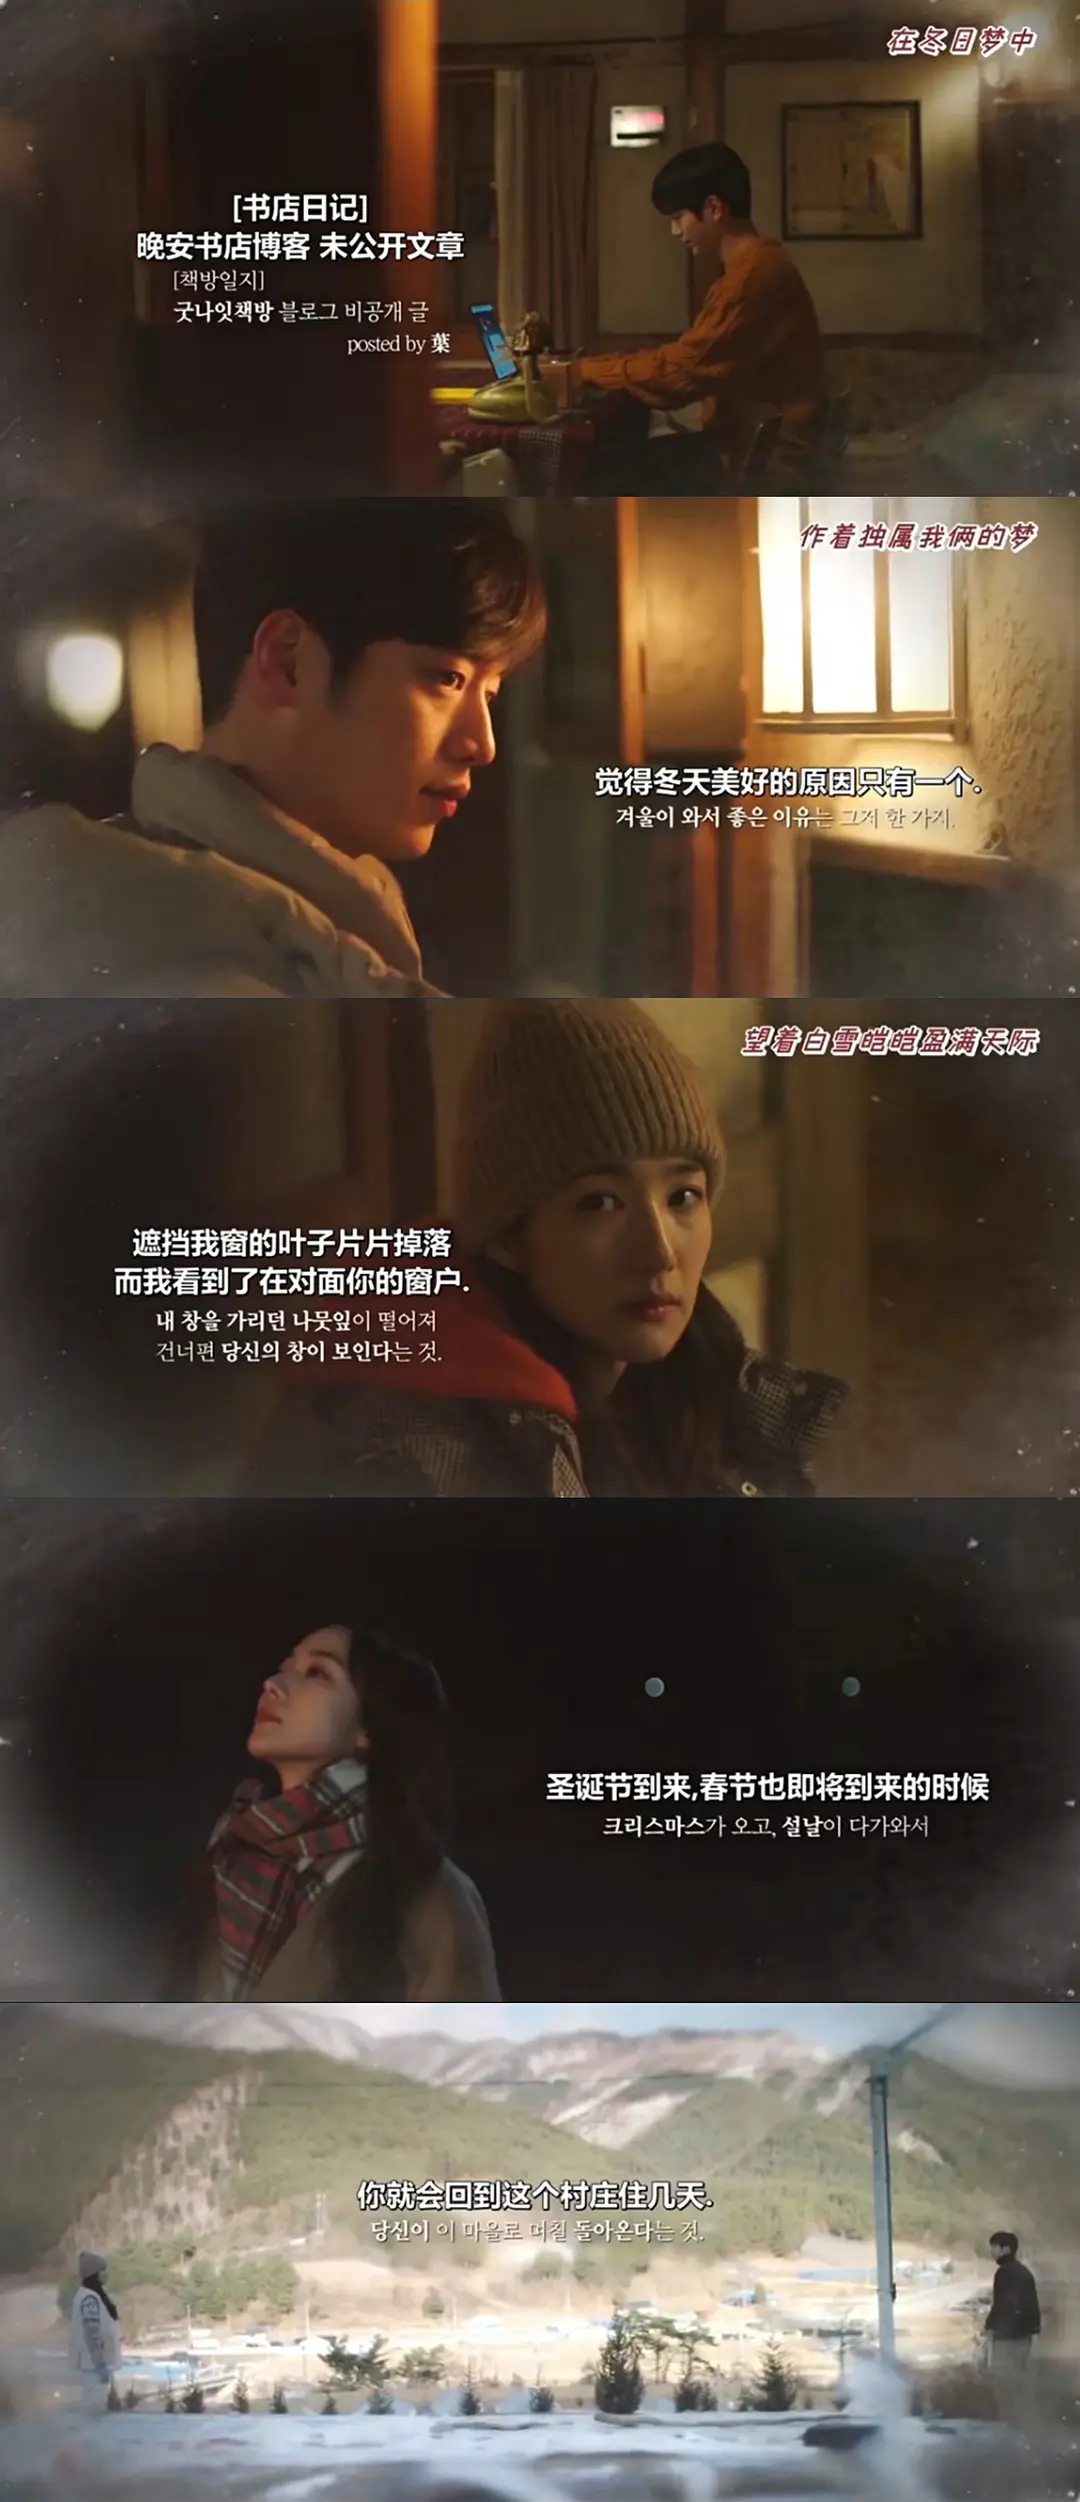 在冬日梦中
[书店日记]
晚安书店博客 未公开文章
[책방일지]
굿나잇책방 블로그 비공개 글
posted by 葉
作着独属我俩的梦
觉得冬天美好的原因只有一个.
겨울이 와서 좋은 이유는 그저 한 가지.
望着白雪皑皑盈满天际
遮挡我窗的叶子片片掉落
而我看到了在对面你的窗户.
내 창을 가리던 나뭇잎이 떨어져
건너편 당신의 창이 보인다는 것.
圣诞节到来,春节也即将到来的时候
크리스마스가 오고, 설날이 다가와서
你就会回到这个村庄住几天.
당신이 이 마을로 며칠 돌아온다는 것.